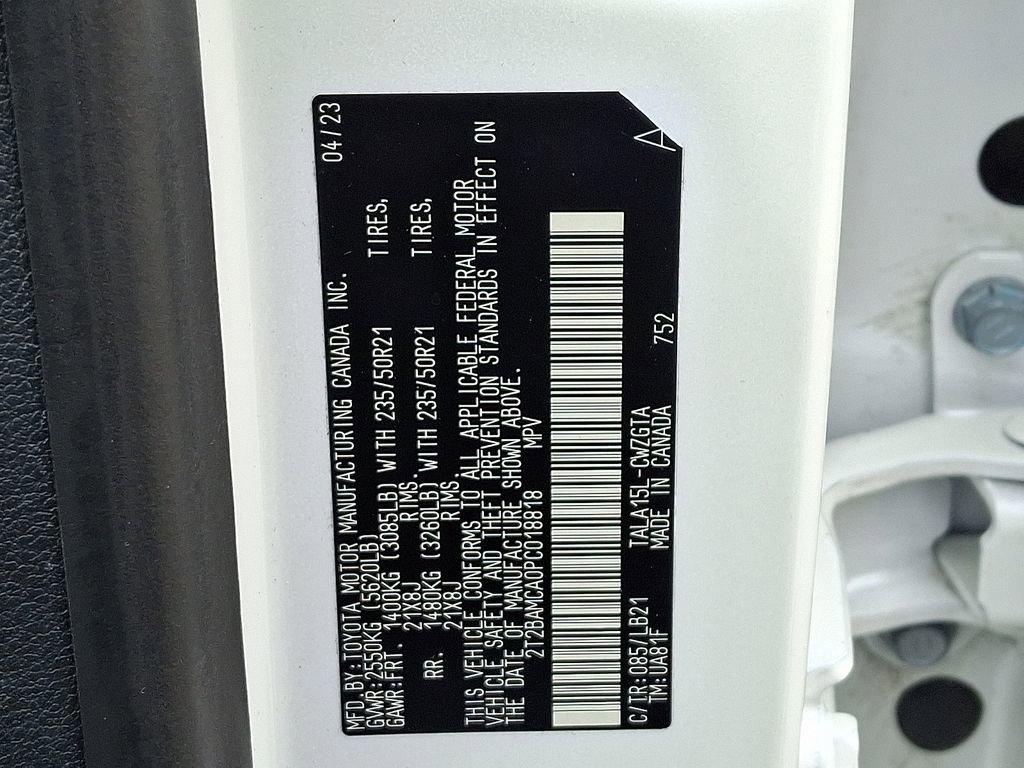 MFD.BY:TOYOTA MOTOR MANUFACTURING CANADA INC. 04/23
GVWR:2550KG (5620LB)
GAWR:FRT. 1400KG (3085LB) WITH 235/50R21 TIRES,
21X8J RIMS,
RR. 1480KG (3260LB) WITH 235/50R21 TIRES,
21X8J RIMS.
THIS VEHICLE CONFORMS TO ALL APPLICABLE FEDERAL MOTOR
VEHICLE SAFETY AND THEFT PREVENTION STANDARDS IN EFFECT ON
THE DATE OF MANUFACTURE SHOWN ABOVE.
2T2BAMCA0PC018818 MPV
C/TR:085/LB21 TALA15L-CWZGTA 752 A
TM:UA81F MADE IN CANADA